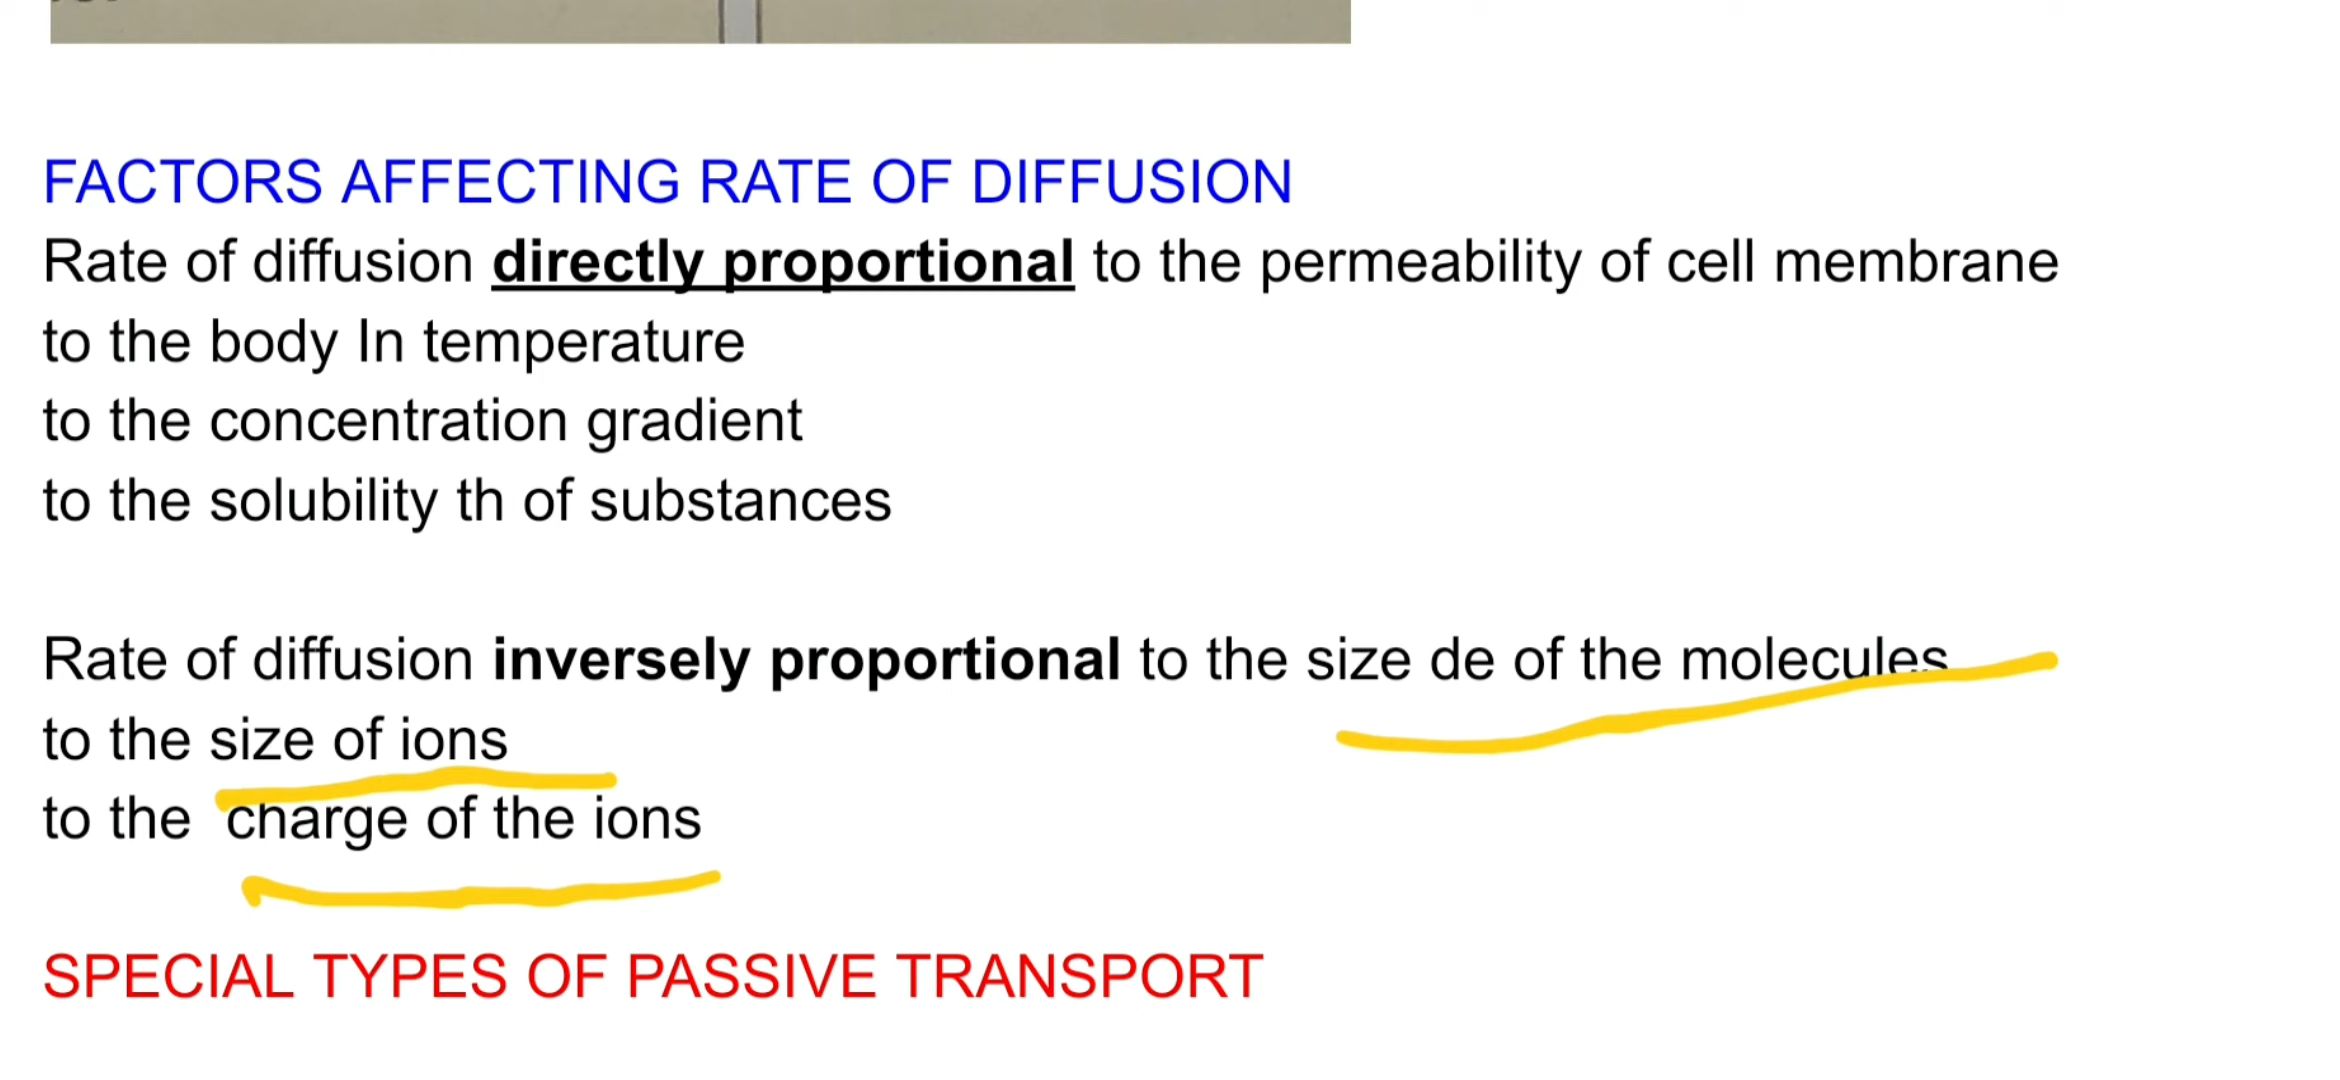 FACTORS AFFECTING RATE OF DIFFUSION
Rate of diffusion directly proportional to the permeability of cell membrane
to the body In temperature
to the concentration gradient
to the solubility th of substances
Rate of diffusion inversely proportional to the size de of the molecules
to the size of ions
to the charge of the ions
SPECIAL TYPES OF PASSIVE TRANSPORT